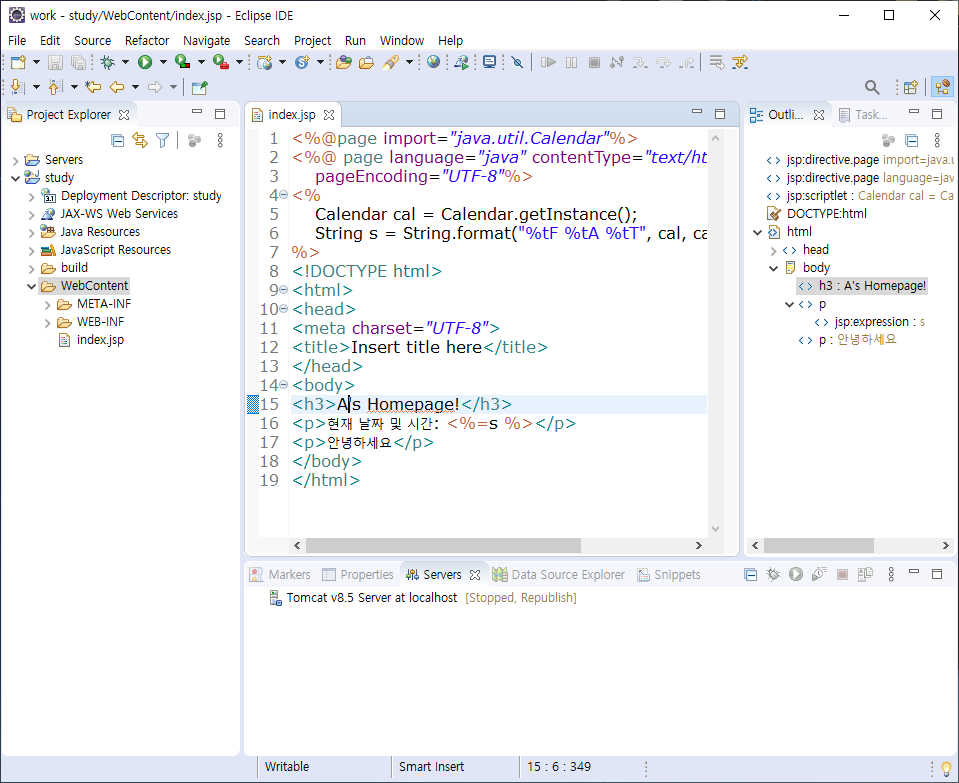 work - study/WebContent/index.jsp - Eclipse IDE
File Edit Source Refactor Navigate Search Project Run Window Help
Project Explorer
Servers
study
Deployment Descriptor: study
JAX-WS Web Services
Java Resources
JavaScript Resources
build
WebContent
META-INF
WEB-INF
index.jsp
index.jsp
1 <%@page import="java.util.Calendar"%>
2 <%@ page language="java" contentType="text/ht
3 pageEncoding="UTF-8"%>
4 <%
5 Calendar cal = Calendar.getInstance();
6 String s = String.format("%tF %tA %tT", cal, ca
7 %>
8 <!DOCTYPE html>
9 <html>
10 <head>
11 <meta charset="UTF-8">
12 <title>Insert title here</title>
13 </head>
14 <body>
15 <h3>A's Homepage!</h3>
16 <p>현재 날짜 및 시간: <%=s %></p>
17 <p>안녕하세요</p>
18 </body>
19 </html>
Outli... Task...
jsp:directive.page import=java.u
jsp:directive.page language=jav
jsp:scriptlet : Calendar cal = Ca
DOCTYPE:html
html
head
body
h3 : A's Homepage!
p
jsp:expression : s
p : 안녕하세요
Markers Properties Servers Data Source Explorer Snippets
Tomcat v8.5 Server at localhost [Stopped, Republish]
Writable Smart Insert 15 : 6 : 349